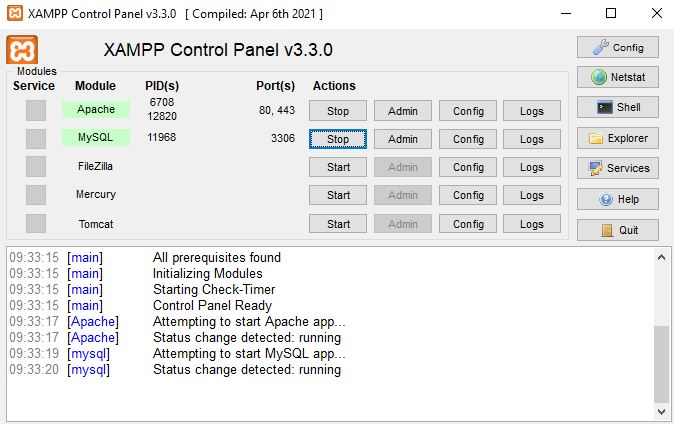 XAMPP Control Panel v3.3.0 [ Compiled: Apr 6th 2021 ]
XAMPP Control Panel v3.3.0
Config
Modules
Service Module PID(s) Port(s) Actions
Netstat
Apache 6708 12820 80, 443 Stop Admin Config Logs
Shell
MySQL 11968 3306 Stop Admin Config Logs
Explorer
FileZilla Start Admin Config Logs
Services
Mercury Start Admin Config Logs
Help
Tomcat Start Admin Config Logs
Quit
09:33:15 [main] All prerequisites found
09:33:15 [main] Initializing Modules
09:33:15 [main] Starting Check-Timer
09:33:15 [main] Control Panel Ready
09:33:17 [Apache] Attempting to start Apache app...
09:33:17 [Apache] Status change detected: running
09:33:19 [mysql] Attempting to start MySQL app...
09:33:20 [mysql] Status change detected: running